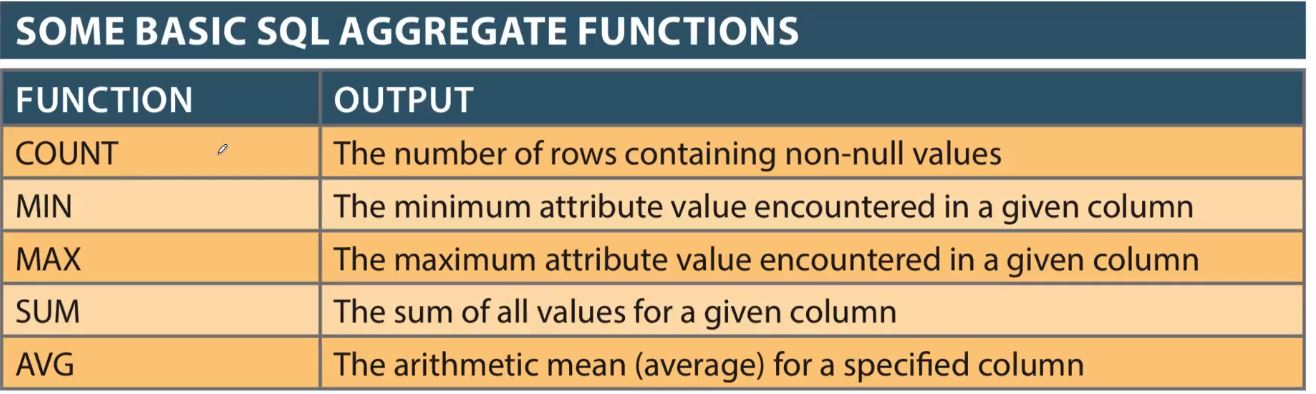 SOME BASIC SQL AGGREGATE FUNCTIONS
FUNCTION OUTPUT
COUNT The number of rows containing non-null values
MIN The minimum attribute value encountered in a given column
MAX The maximum attribute value encountered in a given column
SUM The sum of all values for a given column
AVG The arithmetic mean (average) for a specified column